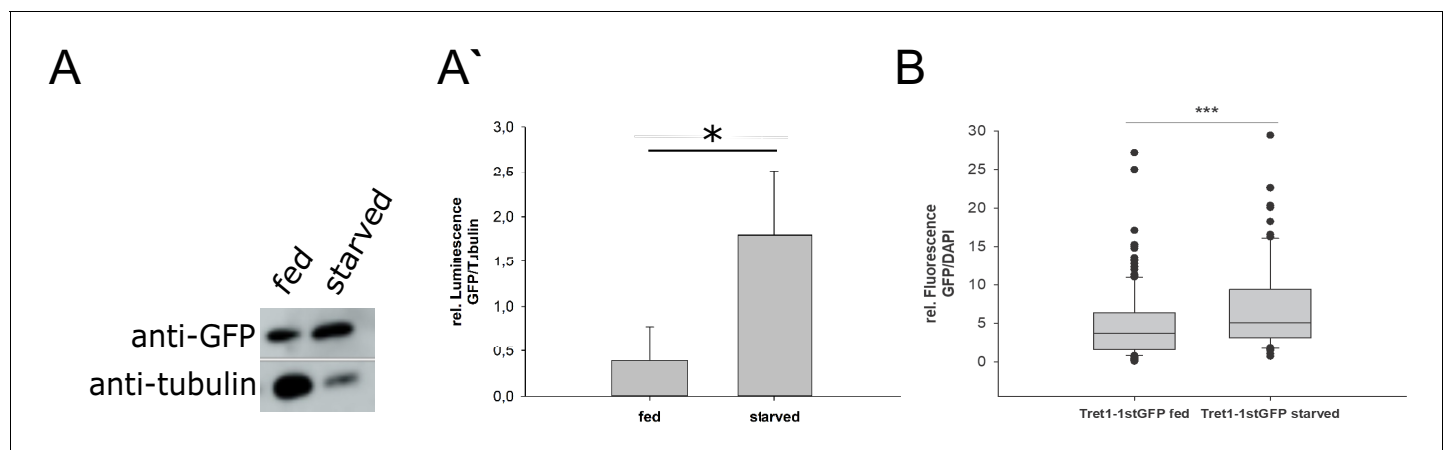 A
fed
starved
anti-GFP
anti-tubulin
A`
3,0
2,5
2,0
1,5
1,0
0,5
0,0
rel. Luminescence
GFP/Tubulin
*
fed
starved
B
***
30
25
20
15
10
5
0
rel. Fluorescence
GFP/DAPI
Tret1-1stGFP fed
Tret1-1stGFP starved